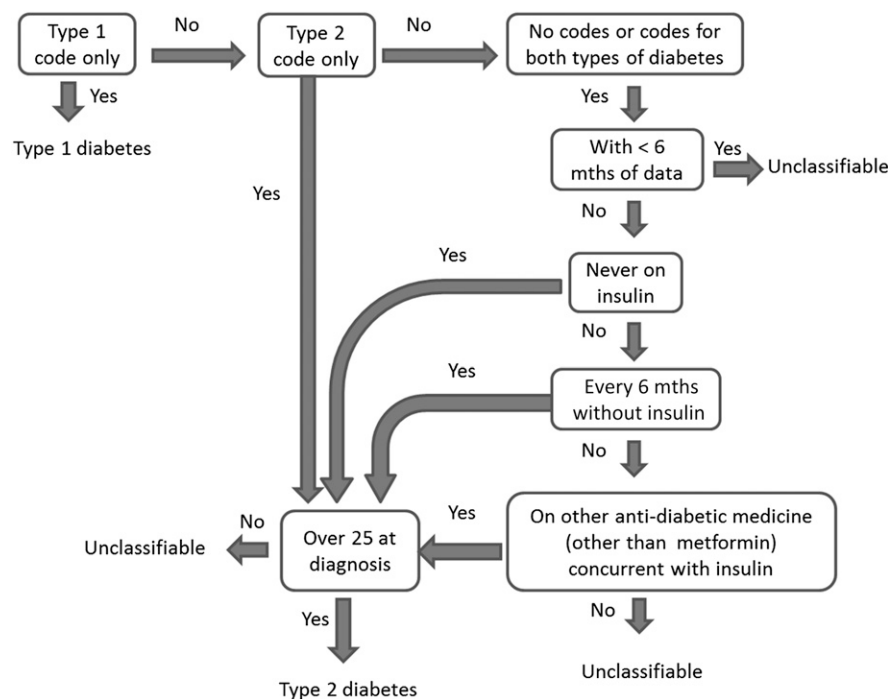 Type 1
code only
No
Type 2
code only
No
No codes or codes for
both types of diabetes
Yes
Type 1 diabetes
Yes
Yes
With < 6
mths of data
Yes
Unclassifiable
No
Yes
Never on
insulin
No
Yes
Every 6 mths
without insulin
No
Unclassifiable
No
Over 25 at
diagnosis
Yes
On other anti-diabetic medicine
(other than metformin)
concurrent with insulin
Yes
Type 2 diabetes
No
Unclassifiable